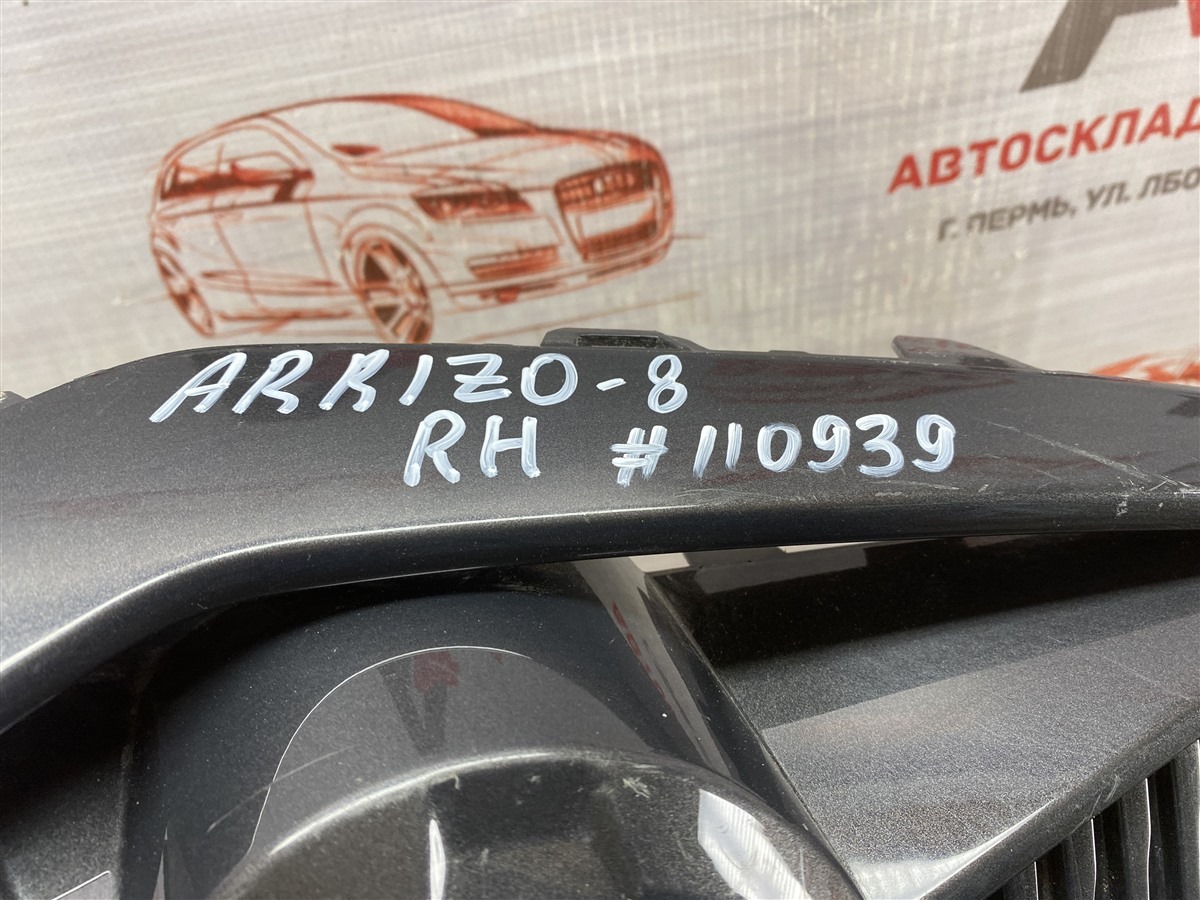 АВТОСКЛАД
Г. ПЕРМЬ, УЛ. ЛБО
ARRIZO-8
RH #110939